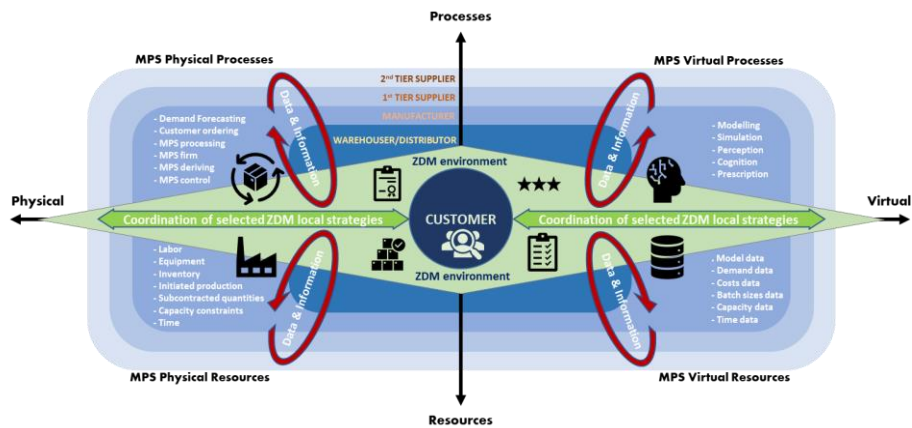 Processes
MPS Physical Processes
MPS Virtual Processes
2nd TIER SUPPLIER
1st TIER SUPPLIER
MANUFACTURER
WAREHOUSER/DISTRIBUTOR
- Demand Forecasting
- Customer ordering
- MPS processing
- MPS firm
- MPS deriving
- MPS control
Data & Information
Data & Information
- Modelling
- Simulation
- Perception
- Cognition
- Prescription
ZDM environment
Physical
Coordination of selected ZDM local strategies
CUSTOMER
Coordination of selected ZDM local strategies
Virtual
ZDM environment
- Labor
- Equipment
- Inventory
- Initiated production
- Subcontracted quantities
- Capacity constraints
- Time
Data & Information
Data & Information
. Model data
- Demand data
- Costs data
- Batch sizes data
- Capacity data
- Time data
MPS Physical Resources
MPS Virtual Resources
Resources